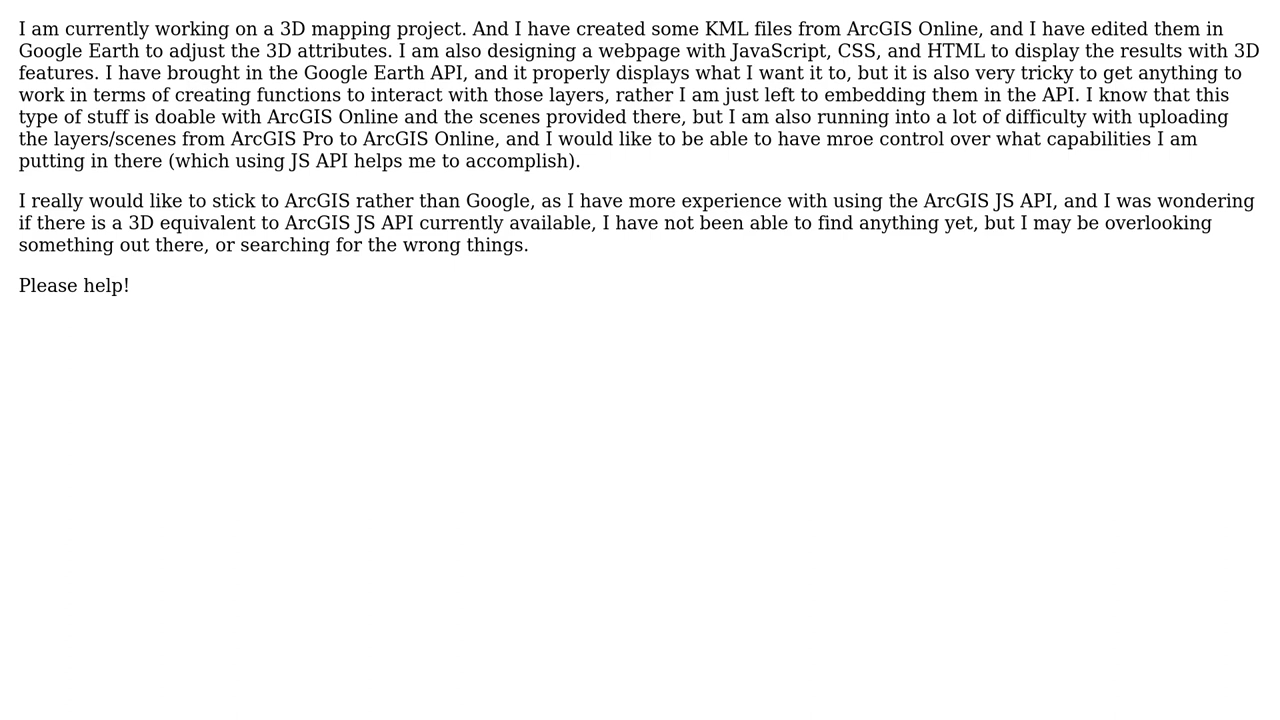 I am currently working on a 3D mapping project. And I have created some KML files from ArcGIS Online, and I have edited them in
Google Earth to adjust the 3D attributes. I am also designing a webpage with JavaScript, CSS, and HTML to display the results with 3D
features. I have brought in the Google Earth API, and it properly displays what I want it to, but it is also very tricky to get anything to
work in terms of creating functions to interact with those layers, rather I am just left to embedding them in the API. I know that this
type of stuff is doable with ArcGIS Online and the scenes provided there, but I am also running into a lot of difficulty with uploading
the layers/scenes from ArcGIS Pro to ArcGIS Online, and I would like to be able to have mroe control over what capabilities I am
putting in there (which using JS API helps me to accomplish).
I really would like to stick to ArcGIS rather than Google, as I have more experience with using the ArcGIS JS API, and I was wondering
if there is a 3D equivalent to ArcGIS JS API currently available, I have not been able to find anything yet, but I may be overlooking
something out there, or searching for the wrong things.
Please help!